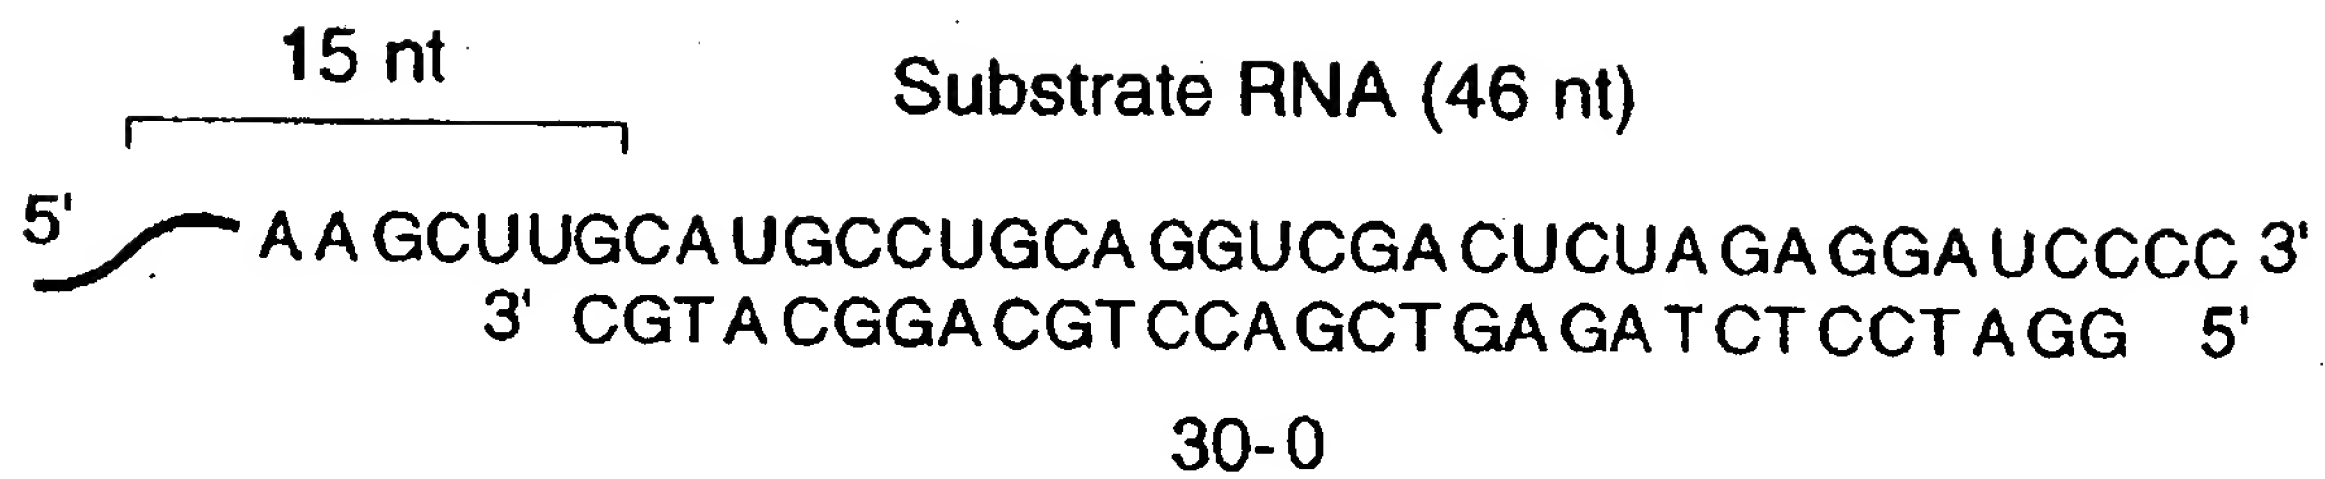 15 nt
Substrate RNA (46 nt)
5' AAGCUUGCAUGCCUGCAGGUCGACUCUAGAGGAUCCCC 3'
3' CGTACGGACGTCCAGCTGAGATCTCCTAGG 5'
30-0